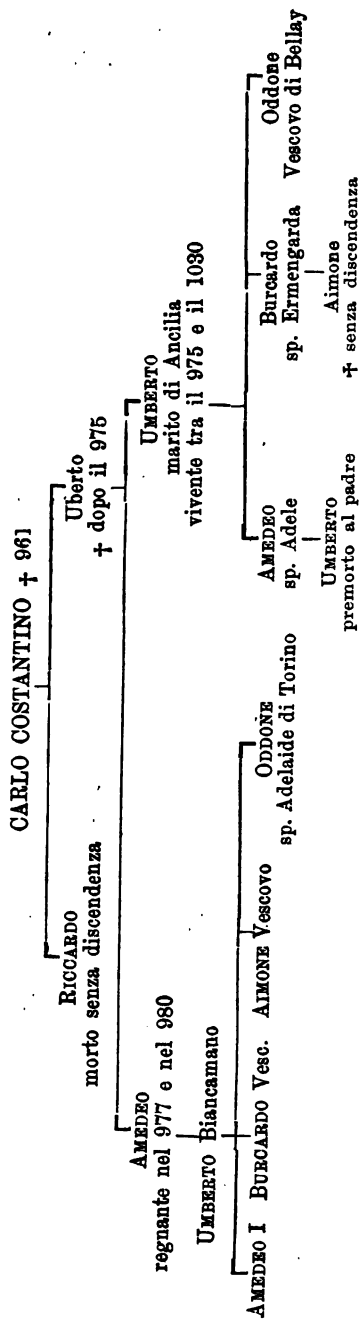 CARLO COSTANTINO † 961
RICCARDO
morto senza discendenza
Uberto
† dopo il 975
AMEDEO
regnante nel 977 e nel 980
UMBERTO
marito di Ancilia
vivente tra il 975 e il 1030
UMBERTO Biancamano
AMEDEO I BURCARDO Vesc. AIMONE Vescovo
ODDONE
sp. Adelaide di Torino
AMEDEO
sp. Adele
UMBERTO
premorto al padre
Burcardo
sp. Ermengarda
Aimone
† senza discendenza
Oddone
Vescovo di Bellay